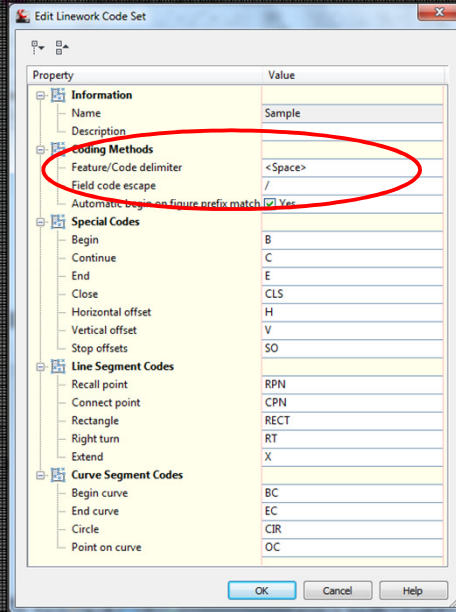 Edit Linework Code Set
Property Value
Information
Name Sample
Description
Coding Methods
Feature/Code delimiter <Space>
Field code escape /
Automatic begin on figure prefix match Yes
Special Codes
Begin B
Continue C
End E
Close CLS
Horizontal offset H
Vertical offset V
Stop offsets SO
Line Segment Codes
Recall point RPN
Connect point CPN
Rectangle RECT
Right turn RT
Extend X
Curve Segment Codes
Begin curve BC
End curve EC
Circle CIR
Point on curve OC
OK Cancel Help